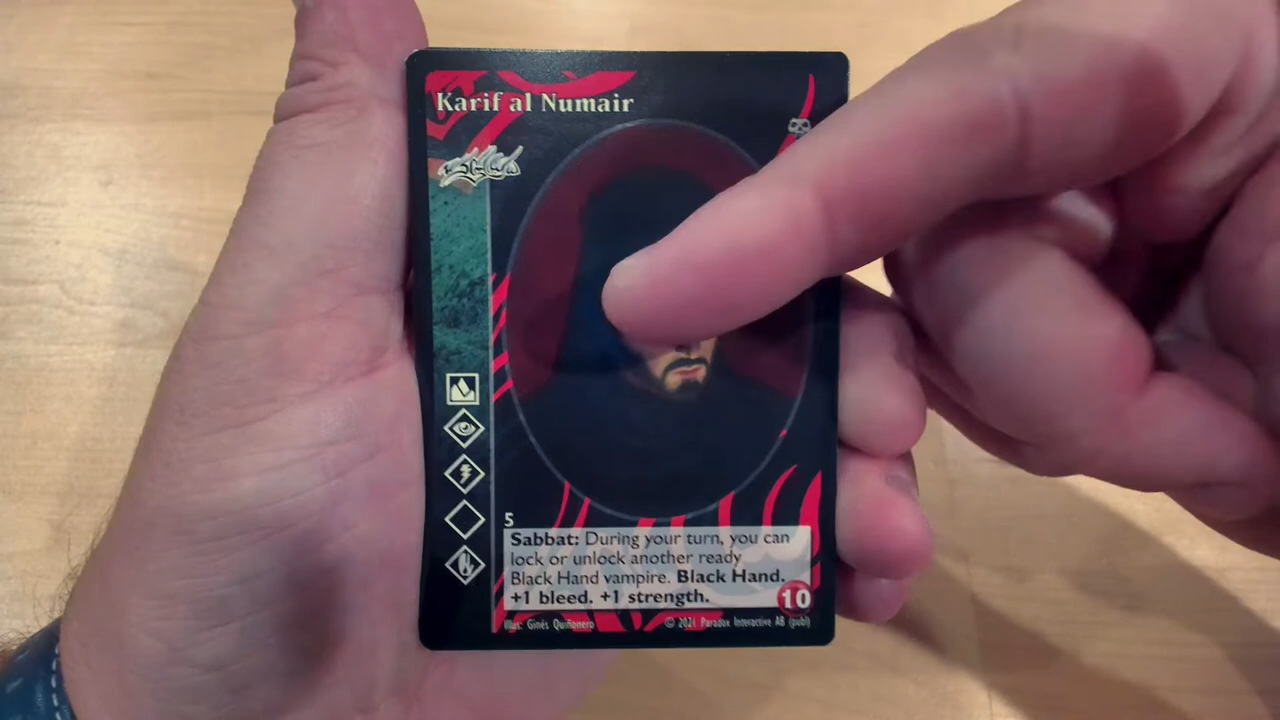 Karif al Numair
5
Sabbat: During your turn, you can
lock or unlock another ready
Black Hand vampire. Black Hand.
+1 bleed. +1 strength.
10
Illus: Ginés Quiñonero
© 2021 Paradox Interactive AB (publ)